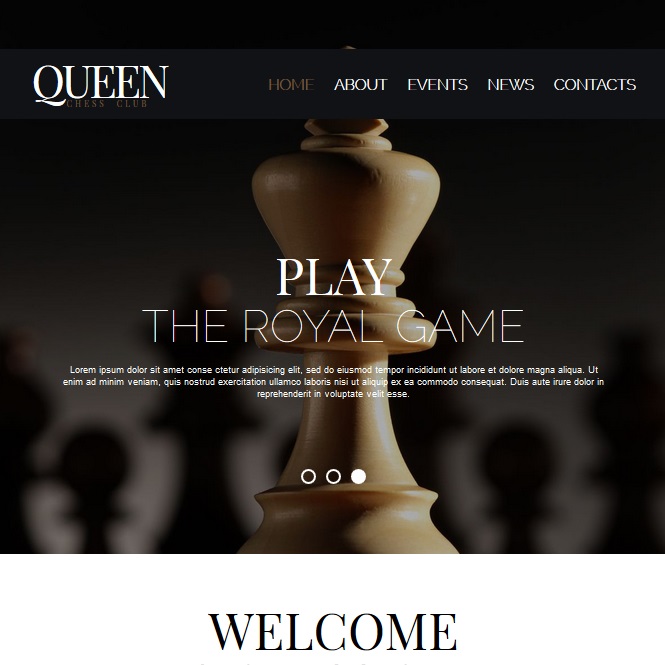 QUEEN
CHESS CLUB
HOME ABOUT EVENTS NEWS CONTACTS
PLAY
THE ROYAL GAME
Lorem ipsum dolor sit amet conse ctetur adipisicing elit, sed do eiusmod tempor incididunt ut labore et dolore magna aliqua. Ut
enim ad minim veniam, quis nostrud exercitation ullamco laboris nisi ut aliquip ex ea commodo consequat. Duis aute irure dolor in
reprehenderit in voluptate velit esse.
WELCOME